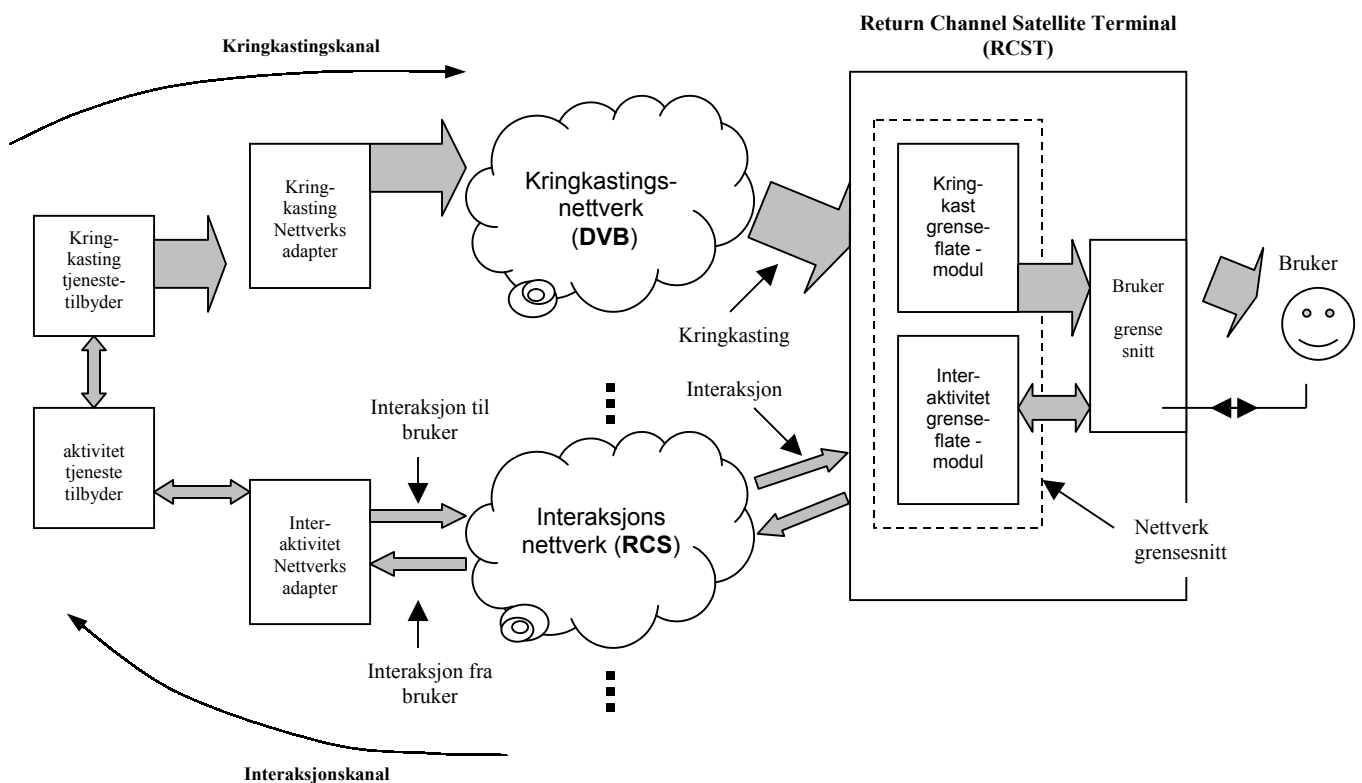 Return Channel Satellite Terminal
(RCST)
Kringkastingskanal
Kring-
kasting
tjeneste-
tilbyder
Kring-
kasting
Nettverks
adapter
Kringkastings-
nettverk
(DVB)
Kringkasting
Kring-
kast
grense-
flate -
modul
Bruker
grense
snitt
Bruker
aktivitet
tjeneste
tilbyder
Inter-
aktivitet
Nettverks
adapter
Interaksjon til
bruker
Interaksjon fra
bruker
Interaksjons
nettverk (RCS)
Interaksjon
Inter-
aktivitet
grense-
flate -
modul
Nettverk
grensesnitt
Interaksjonskanal